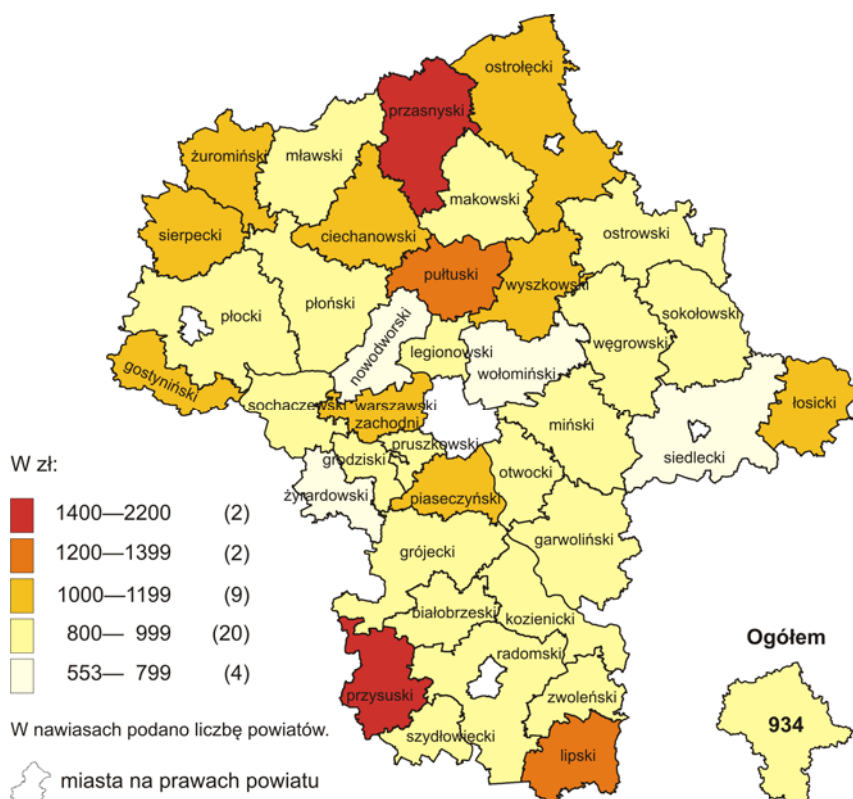 ostrołęcki
przasnyski
żuromiński
mławski
makowski
sierpecki
ciechanowski
ostrowski
pułtuski
wyszkowski
sokołowski
płocki
płoński
nowodworski
legionowski
węgrowski
wołomiński
gostyniński
sochaczewski
warszawski
zachodni
łosicki
miński
pruszkowski
siedlecki
grodziski
otwocki
żyrardowski
piaseczyński
garwoliński
grójecki
białobrzeski
kozienicki
radomski
przysuski
zwoleński
szydłowiecki
lipski
W zł:
1400—2200 (2)
1200—1399 (2)
1000—1199 (9)
800— 999 (20)
553— 799 (4)
W nawiasach podano liczbę powiatów.
miasta na prawach powiatu
Ogółem
934